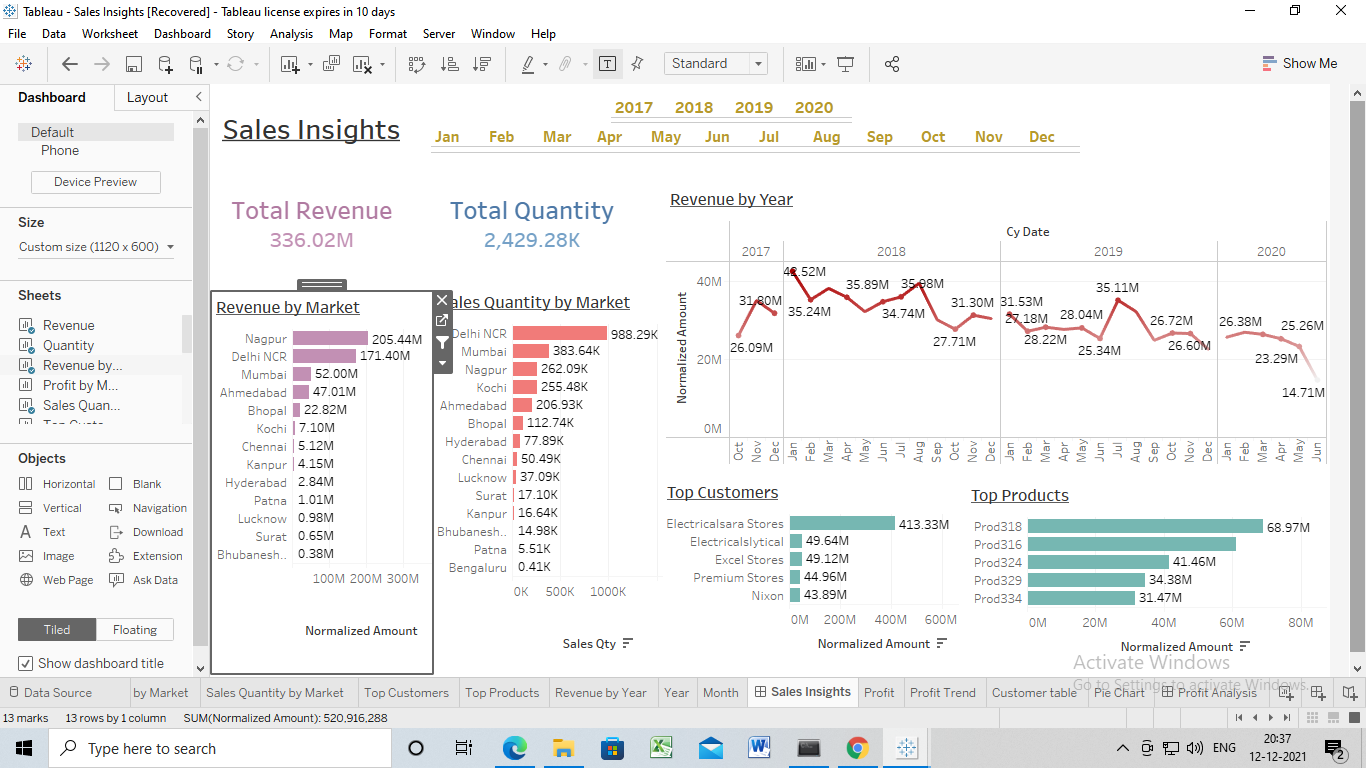 Tableau - Sales Insights [Recovered] - Tableau license expires in 10 days
File Data Worksheet Dashboard Story Analysis Map Format Server Window Help
Standard
Show Me
Dashboard Layout
Default
Phone
Device Preview
Size
Custom size (1120 x 600)
Sheets
Revenue
Quantity
Revenue by...
Profit by M...
Sales Quan...
Objects
Horizontal Blank
Vertical Navigation
Text Download
Image Extension
Web Page Ask Data
Tiled Floating
Show dashboard title
Sales Insights
2017 2018 2019 2020
Jan Feb Mar Apr May Jun Jul Aug Sep Oct Nov Dec
Total Revenue
336.02M
Total Quantity
2,429.28K
Revenue by Market
Nagpur 205.44M
Delhi NCR 171.40M
Mumbai 52.00M
Ahmedabad 47.01M
Bhopal 22.82M
Kochi 7.10M
Chennai 5.12M
Kanpur 4.15M
Hyderabad 2.84M
Patna 1.01M
Lucknow 0.98M
Surat 0.65M
Bhubanesh.. 0.38M
100M 200M 300M
Normalized Amount
ales Quantity by Market
Delhi NCR 988.29K
Mumbai 383.64K
Nagpur 262.09K
Kochi 255.48K
Ahmedabad 206.93K
Bhopal 112.74K
Hyderabad 77.89K
Chennai 50.49K
Lucknow 37.09K
Surat 17.10K
Kanpur 16.64K
Bhubanesh.. 14.98K
Patna 5.51K
Bengaluru 0.41K
0K 500K 1000K
Sales Qty
Revenue by Year
Cy Date
2017 2018 2019 2020
Normalized Amount
40M
20M
0M
26.09M 31.80M 42.52M 35.24M 35.89M 34.74M 35.98M 27.71M 31.30M 31.53M 27.18M 28.22M 28.04M 25.34M 35.11M 26.72M 26.60M 26.38M 23.29M 25.26M 14.71M
Oct Nov Dec Jan Feb Mar Apr May Jun Jul Aug Sep Oct Nov Dec Jan Feb Mar Apr May Jun Jul Aug Sep Oct Nov Dec Jan Feb Mar Apr May Jun
Top Customers
Electricalsara Stores 413.33M
Electricalslytical 49.64M
Excel Stores 49.12M
Premium Stores 44.96M
Nixon 43.89M
0M 200M 400M 600M
Normalized Amount
Top Products
Prod318 68.97M
Prod316
Prod324 41.46M
Prod329 34.38M
Prod334 31.47M
0M 20M 40M 60M 80M
Normalized Amount
Activate Windows
Go to Settings to activate Windows.
Data Source by Market Sales Quantity by Market Top Customers Top Products Revenue by Year Year Month Sales Insights Profit Profit Trend Customer table Pie Chart Profit Analysis
13 marks 13 rows by 1 column SUM(Normalized Amount): 520,916,288
Type here to search
ENG
20:37
12-12-2021
2